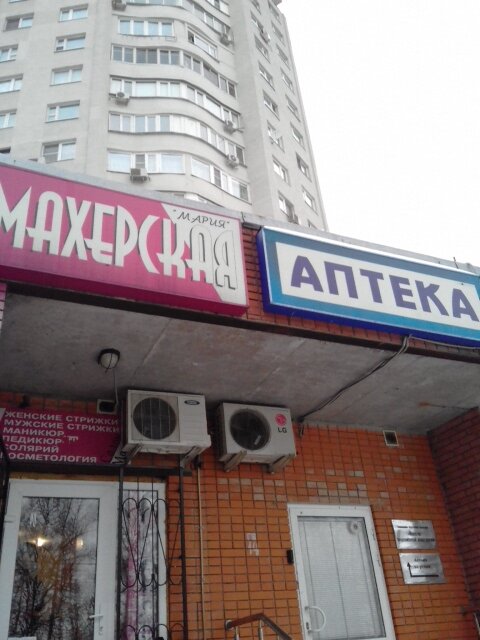 "МАРИЯ"
МАХЕРСКАЯ
АПТЕКА
ЖЕНСКИЕ СТРИЖКИ
МУЖСКИЕ СТРИЖКИ
МАНИКЮР,
ПЕДИКЮР
СОЛЯРИЙ
КОСМЕТОЛОГИЯ
LG